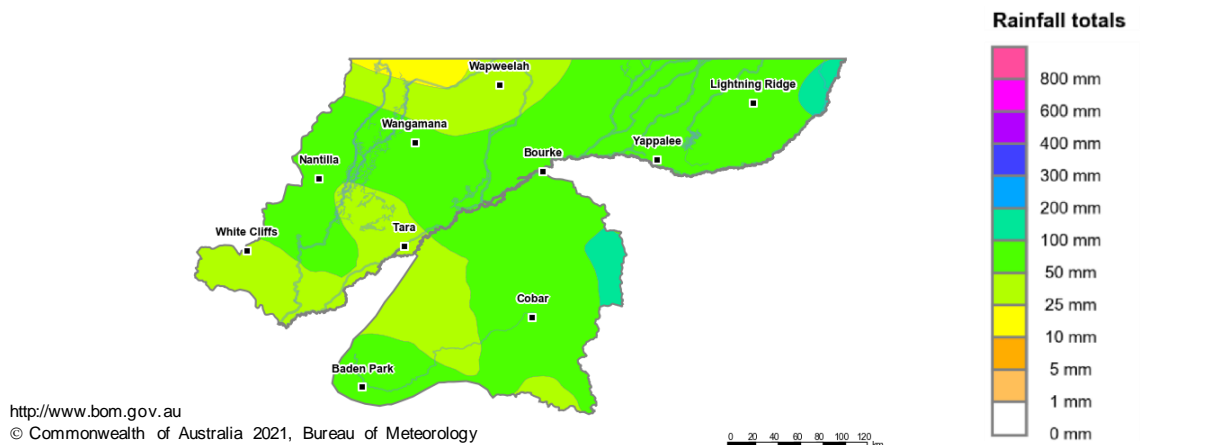 Rainfall totals
800 mm
600 mm
400 mm
300 mm
200 mm
100 mm
50 mm
25 mm
10 mm
5 mm
1 mm
0 mm
Wapweelah
Lightning Ridge
Wangamana
Yappalee
Bourke
Nantilla
Tara
White Cliffs
Cobar
Baden Park
http://www.bom.gov.au
© Commonwealth of Australia 2021, Bureau of Meteorology
0 20 40 60 80 100 120
km